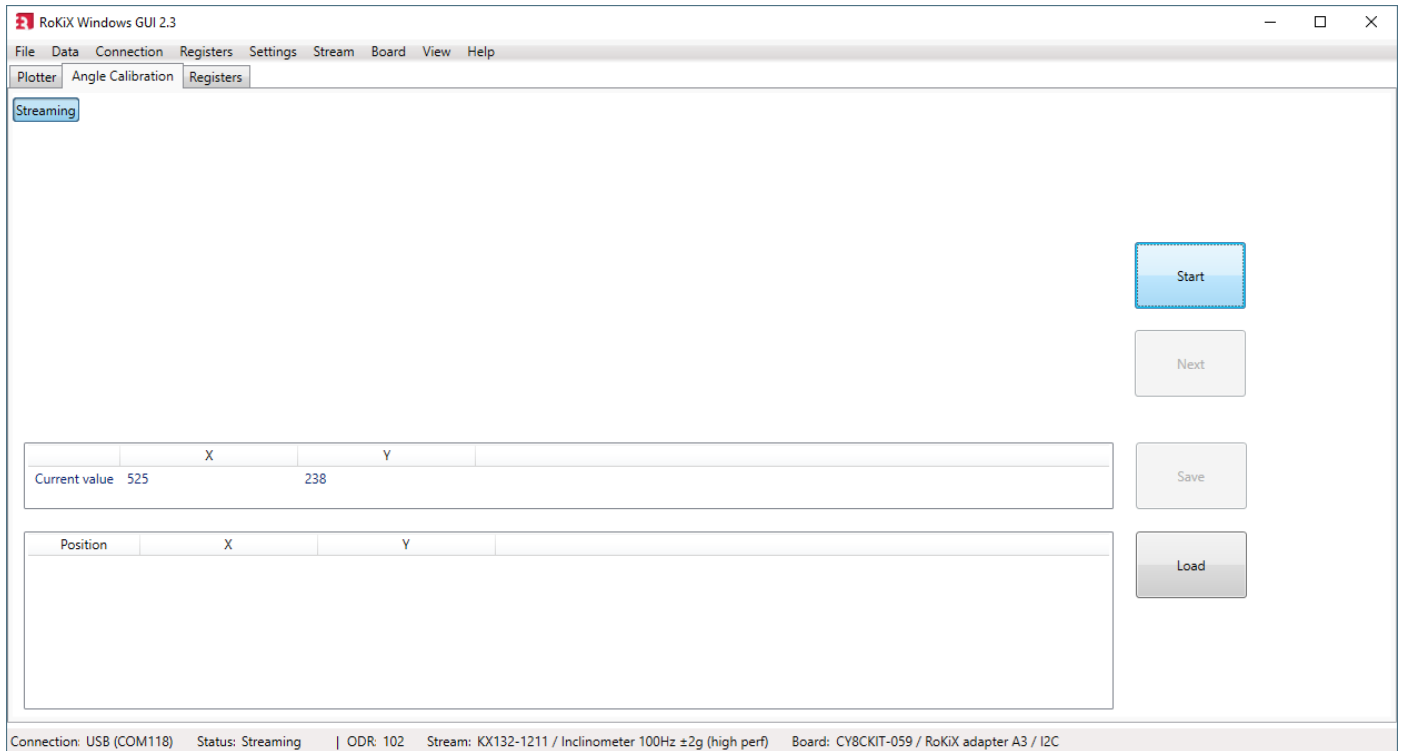 RoKiX Windows GUI 2.3
File Data Connection Registers Settings Stream Board View Help
Plotter Angle Calibration Registers
Streaming
Start
Next
X Y
Current value 525 238
Save
Position X Y
Load
Connection: USB (COM118) Status: Streaming | ODR: 102 Stream: KX132-1211 / Inclinometer 100Hz ±2g (high perf) Board: CY8CKIT-059 / RoKiX adapter A3 / I2C